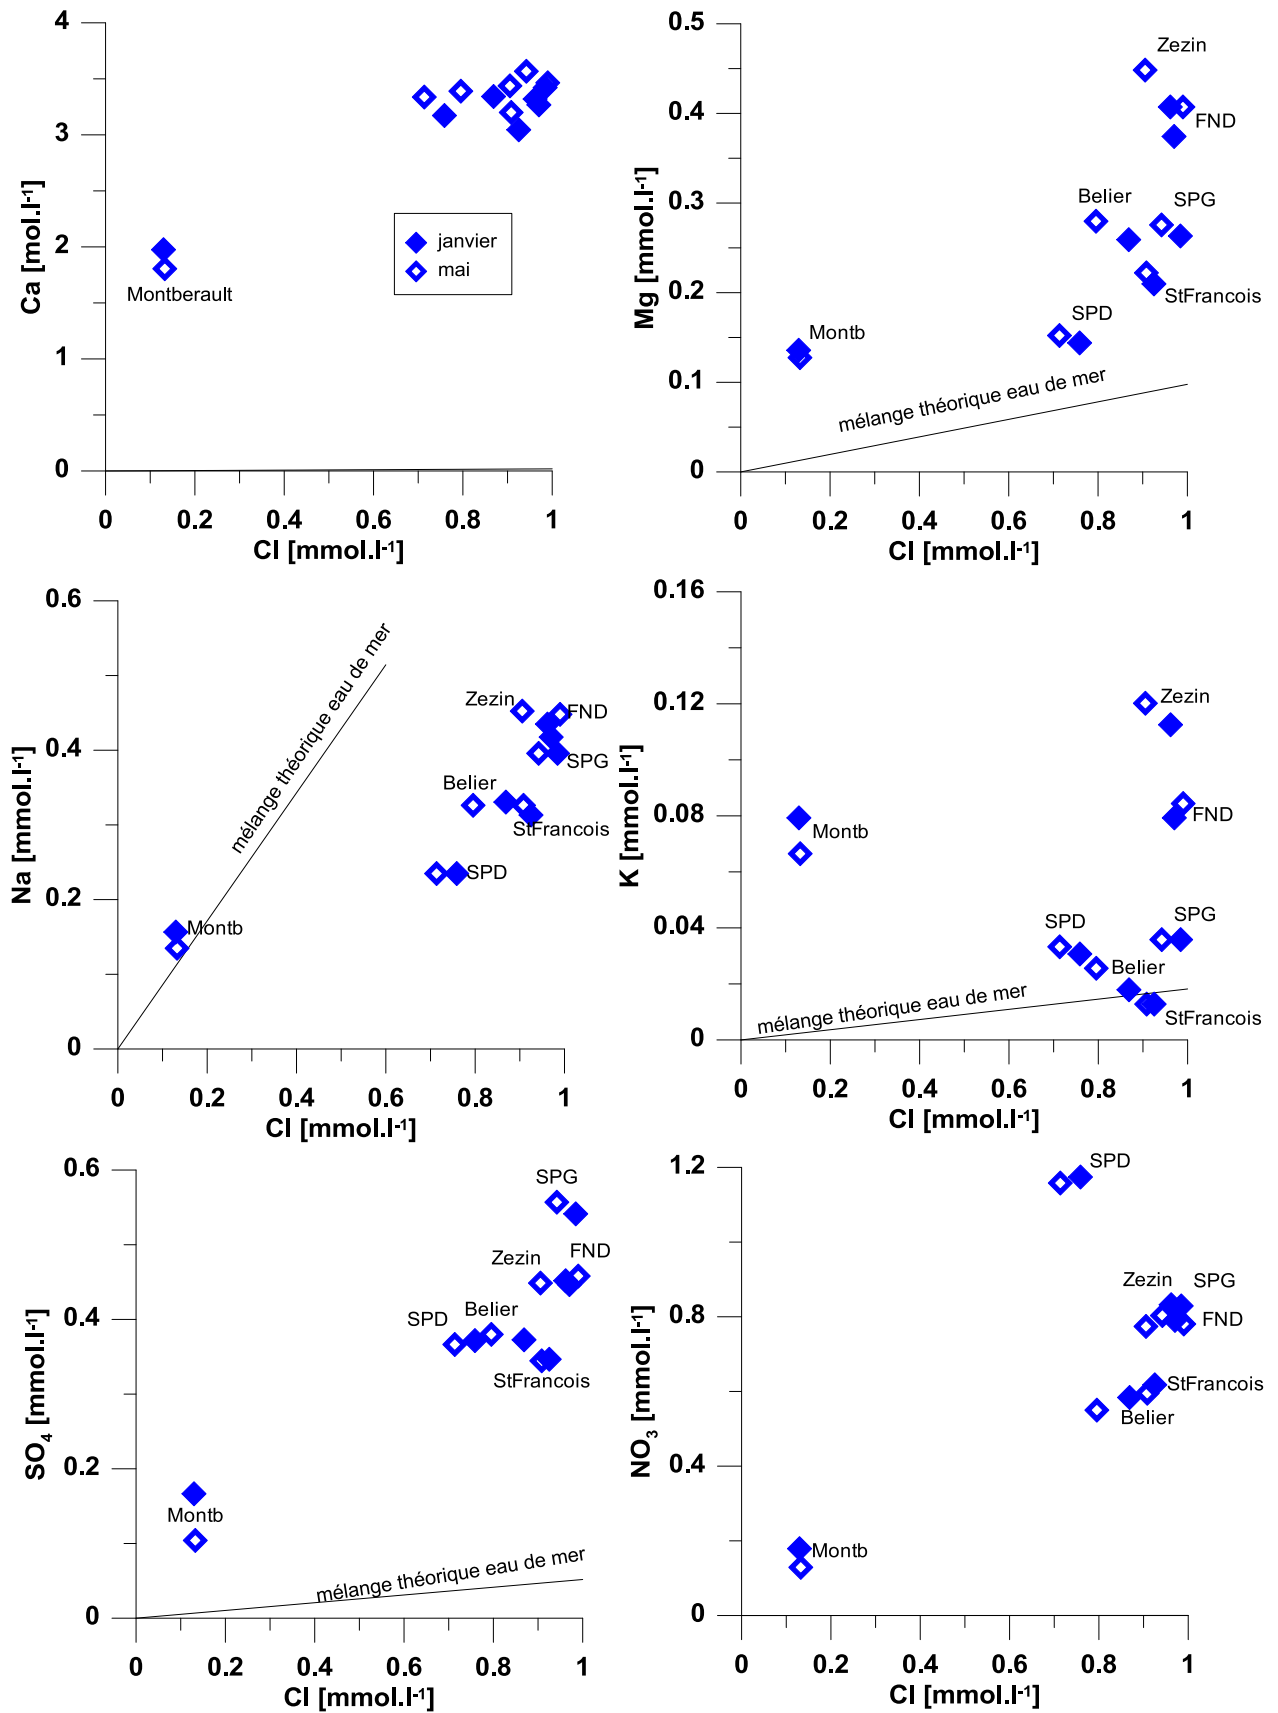 4
3
2
1
0
Ca [mol.l-1]
janvier
mai
Montberault
0 0.2 0.4 0.6 0.8 1
Cl [mmol.l-1]
0.5
0.4
0.3
0.2
0.1
0
Mg [mmol.l-1]
Zezin
FND
Belier
SPG
StFrancois
SPD
Montb
mélange théorique eau de mer
0 0.2 0.4 0.6 0.8 1
Cl [mmol.l-1]
0.6
0.4
0.2
0
Na [mmol.l-1]
mélange théorique eau de mer
Zezin
FND
SPG
Belier
StFrancois
SPD
Montb
0 0.2 0.4 0.6 0.8 1
Cl [mmol.l-1]
0.16
0.12
0.08
0.04
0
K [mmol.l-1]
Zezin
FND
Montb
SPD
SPG
Belier
mélange théorique eau de mer
StFrancois
0 0.2 0.4 0.6 0.8 1
Cl [mmol.l-1]
0.6
0.4
0.2
0
SO4 [mmol.l-1]
SPG
Zezin
FND
SPD
Belier
StFrancois
Montb
mélange théorique eau de mer
0 0.2 0.4 0.6 0.8 1
Cl [mmol.l-1]
1.2
0.8
0.4
0
NO3 [mmol.l-1]
SPD
Zezin
SPG
FND
StFrancois
Belier
Montb
0 0.2 0.4 0.6 0.8 1
Cl [mmol.l-1]